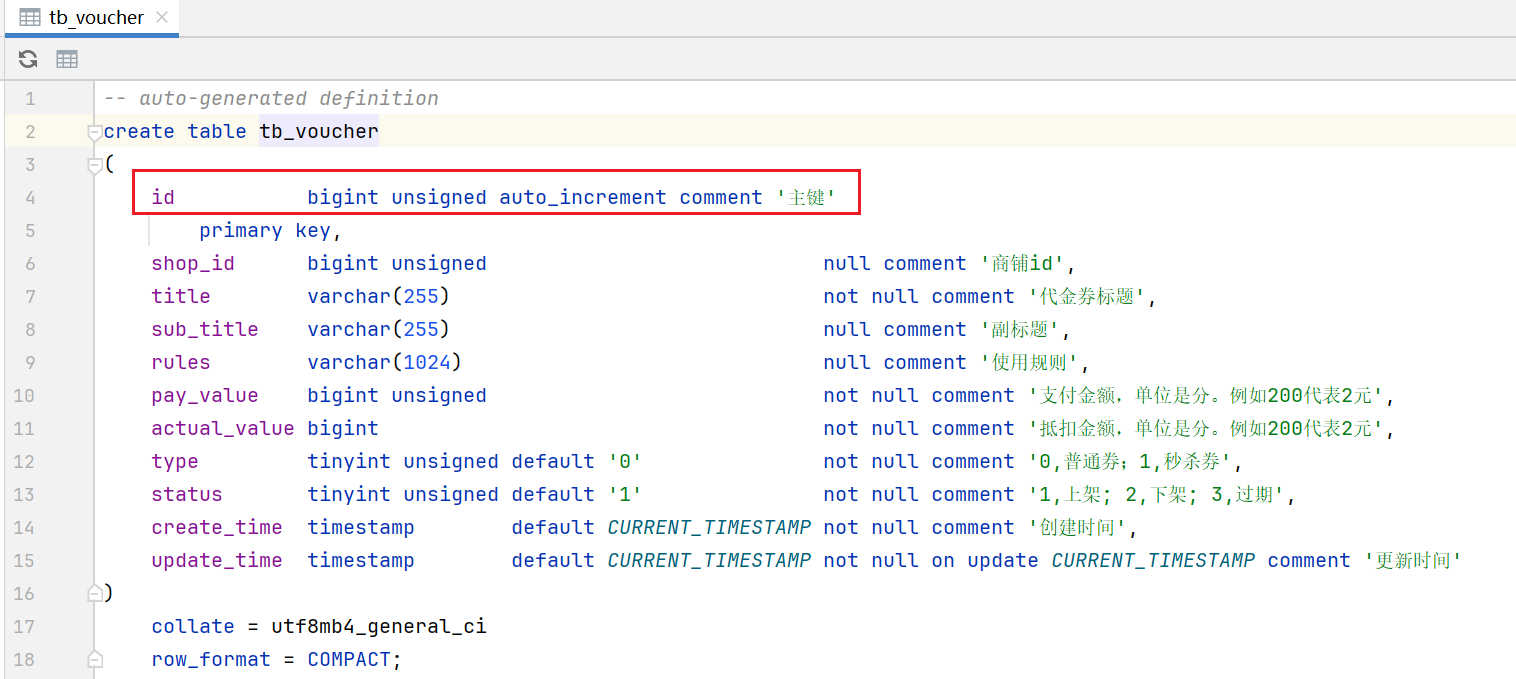 tb_voucher
1 -- auto-generated definition
2 create table tb_voucher
3 (
4 id bigint unsigned auto_increment comment '主键'
5 primary key,
6 shop_id bigint unsigned null comment '商铺id',
7 title varchar(255) not null comment '代金券标题',
8 sub_title varchar(255) null comment '副标题',
9 rules varchar(1024) null comment '使用规则',
10 pay_value bigint unsigned not null comment '支付金额，单位是分。例如200代表2元',
11 actual_value bigint not null comment '抵扣金额，单位是分。例如200代表2元',
12 type tinyint unsigned default '0' not null comment '0,普通券；1,秒杀券',
13 status tinyint unsigned default '1' not null comment '1,上架; 2,下架; 3,过期',
14 create_time timestamp default CURRENT_TIMESTAMP not null comment '创建时间',
15 update_time timestamp default CURRENT_TIMESTAMP not null on update CURRENT_TIMESTAMP comment '更新时间'
16 )
17 collate = utf8mb4_general_ci
18 row_format = COMPACT;